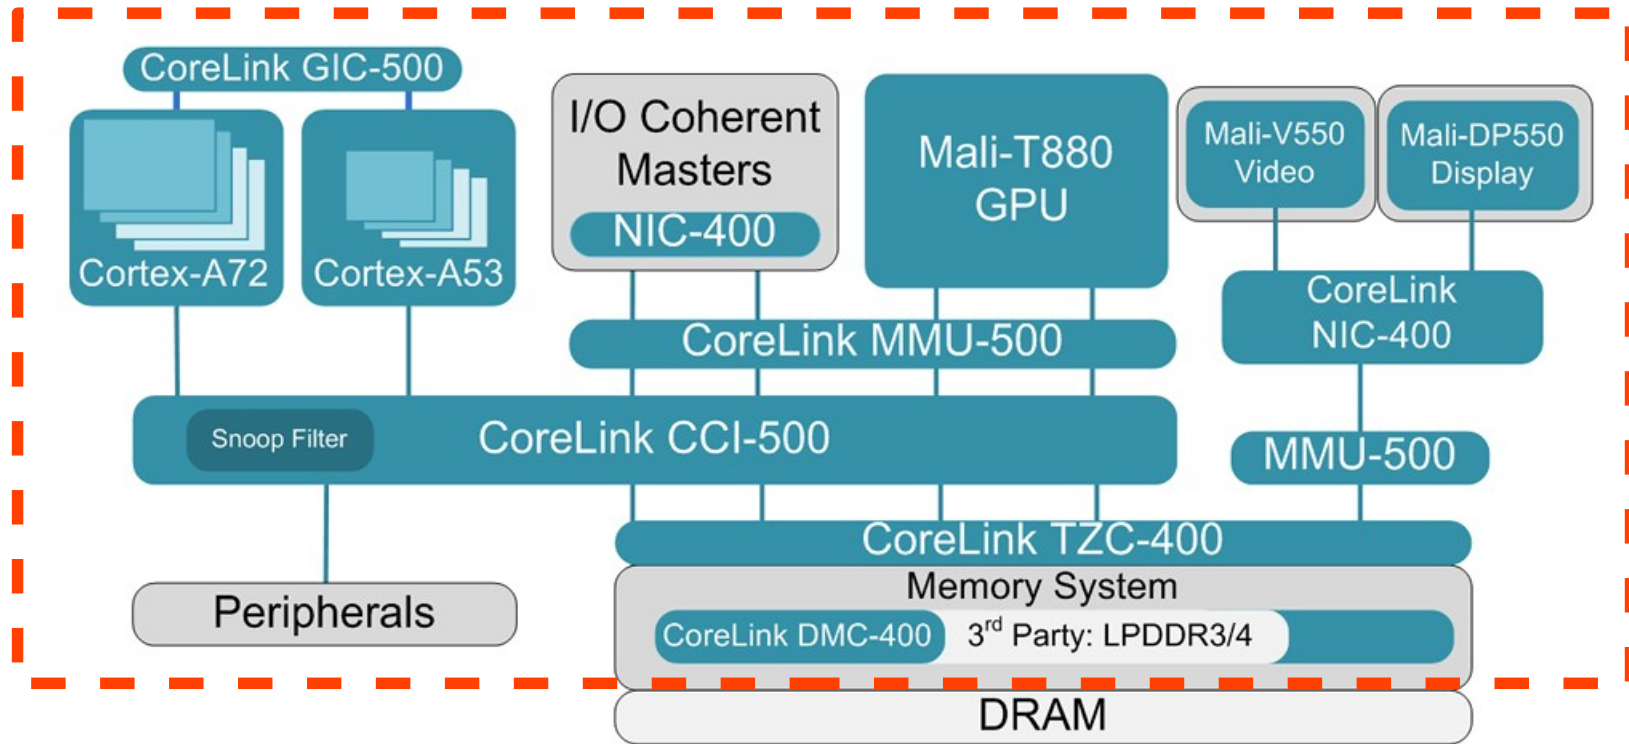 CoreLink GIC-500
Cortex-A72
Cortex-A53
I/O Coherent
Masters
NIC-400
Mali-T880
GPU
Mali-V550
Video
Mali-DP550
Display
CoreLink
NIC-400
CoreLink MMU-500
Snoop Filter
CoreLink CCI-500
MMU-500
CoreLink TZC-400
Peripherals
Memory System
CoreLink DMC-400
3rd Party: LPDDR3/4
DRAM